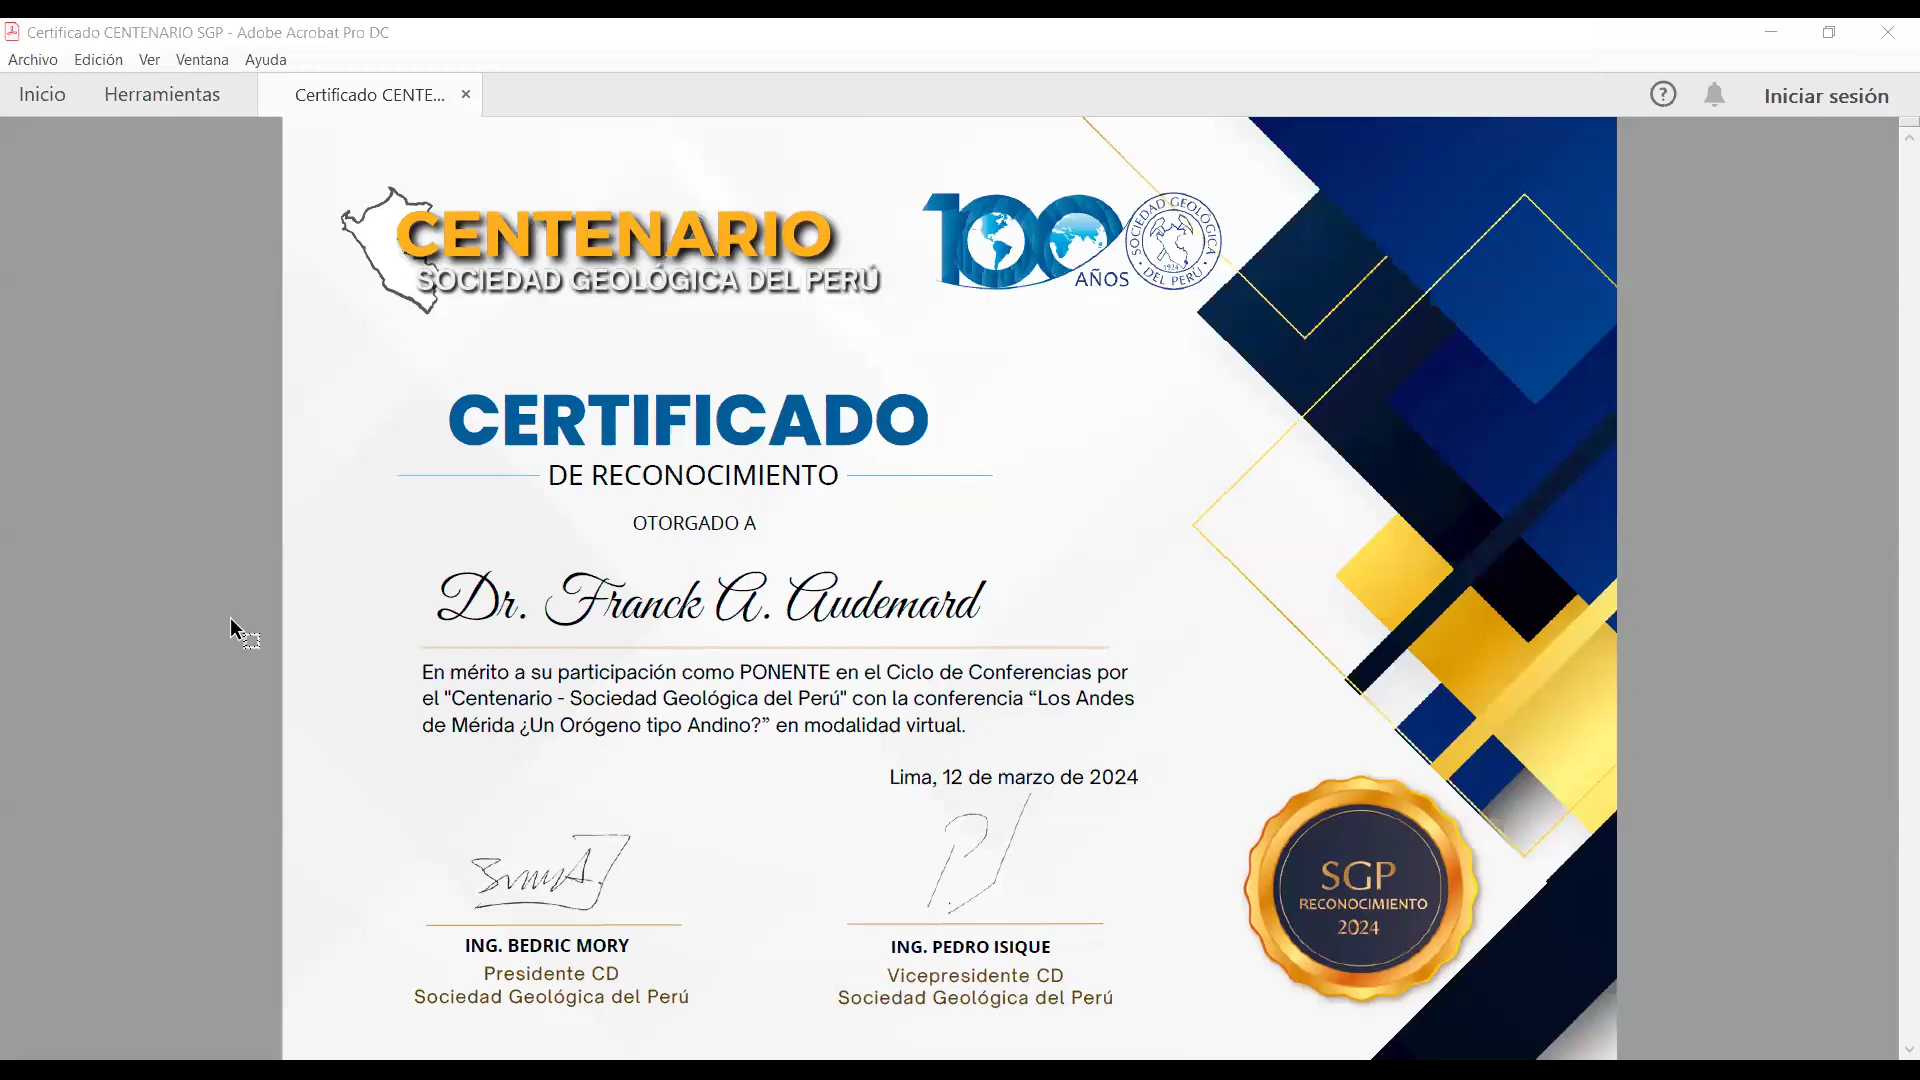 Certificado CENTENARIO SGP - Adobe Acrobat Pro DC
Archivo Edición Ver Ventana Ayuda
Inicio Herramientas Certificado CENTE... × ? Iniciar sesión
CENTENARIO
SOCIEDAD GEOLÓGICA DEL PERÚ
100 AÑOS
SOCIEDAD GEOLÓGICA DEL PERÚ
1924
CERTIFICADO
DE RECONOCIMIENTO
OTORGADO A
Dr. Franck A. Audemard
En mérito a su participación como PONENTE en el Ciclo de Conferencias por
el "Centenario - Sociedad Geológica del Perú" con la conferencia “Los Andes
de Mérida ¿Un Orógeno tipo Andino?” en modalidad virtual.
Lima, 12 de marzo de 2024
ING. BEDRIC MORY
Presidente CD
Sociedad Geológica del Perú
ING. PEDRO ISIQUE
Vicepresidente CD
Sociedad Geológica del Perú
SGP
RECONOCIMIENTO
2024